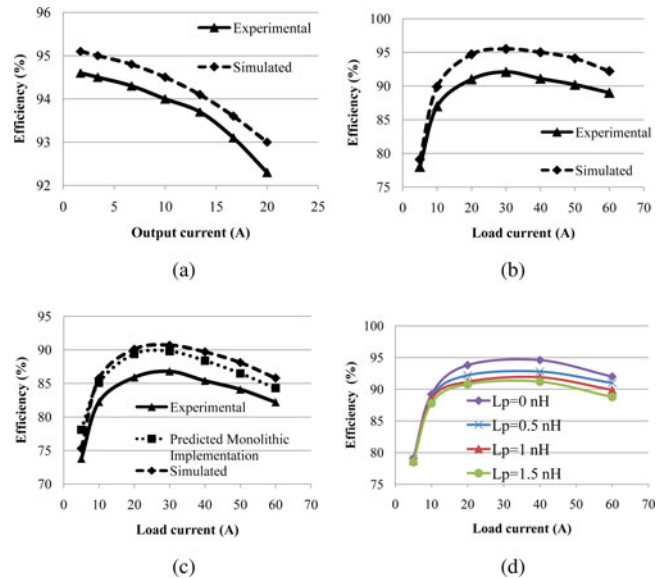 96
95
94
93
92
Efficiency (%)
Experimental
Simulated
0 5 10 15 20 25
Output current (A)
(a)
100
95
90
85
80
75
Efficiency (%)
Experimental
Simulated
0 10 20 30 40 50 60 70
Load current (A)
(b)
100
95
90
85
80
75
70
Efficiency (%)
Experimental
Predicted Monolithic
Implementation
Simulated
0 10 20 30 40 50 60 70
Load current (A)
(c)
100
95
90
85
80
75
Efficiency (%)
Lp=0 nH
Lp=0.5 nH
Lp=1 nH
Lp=1.5 nH
0 10 20 30 40 50 60 70
Load current (A)
(d)